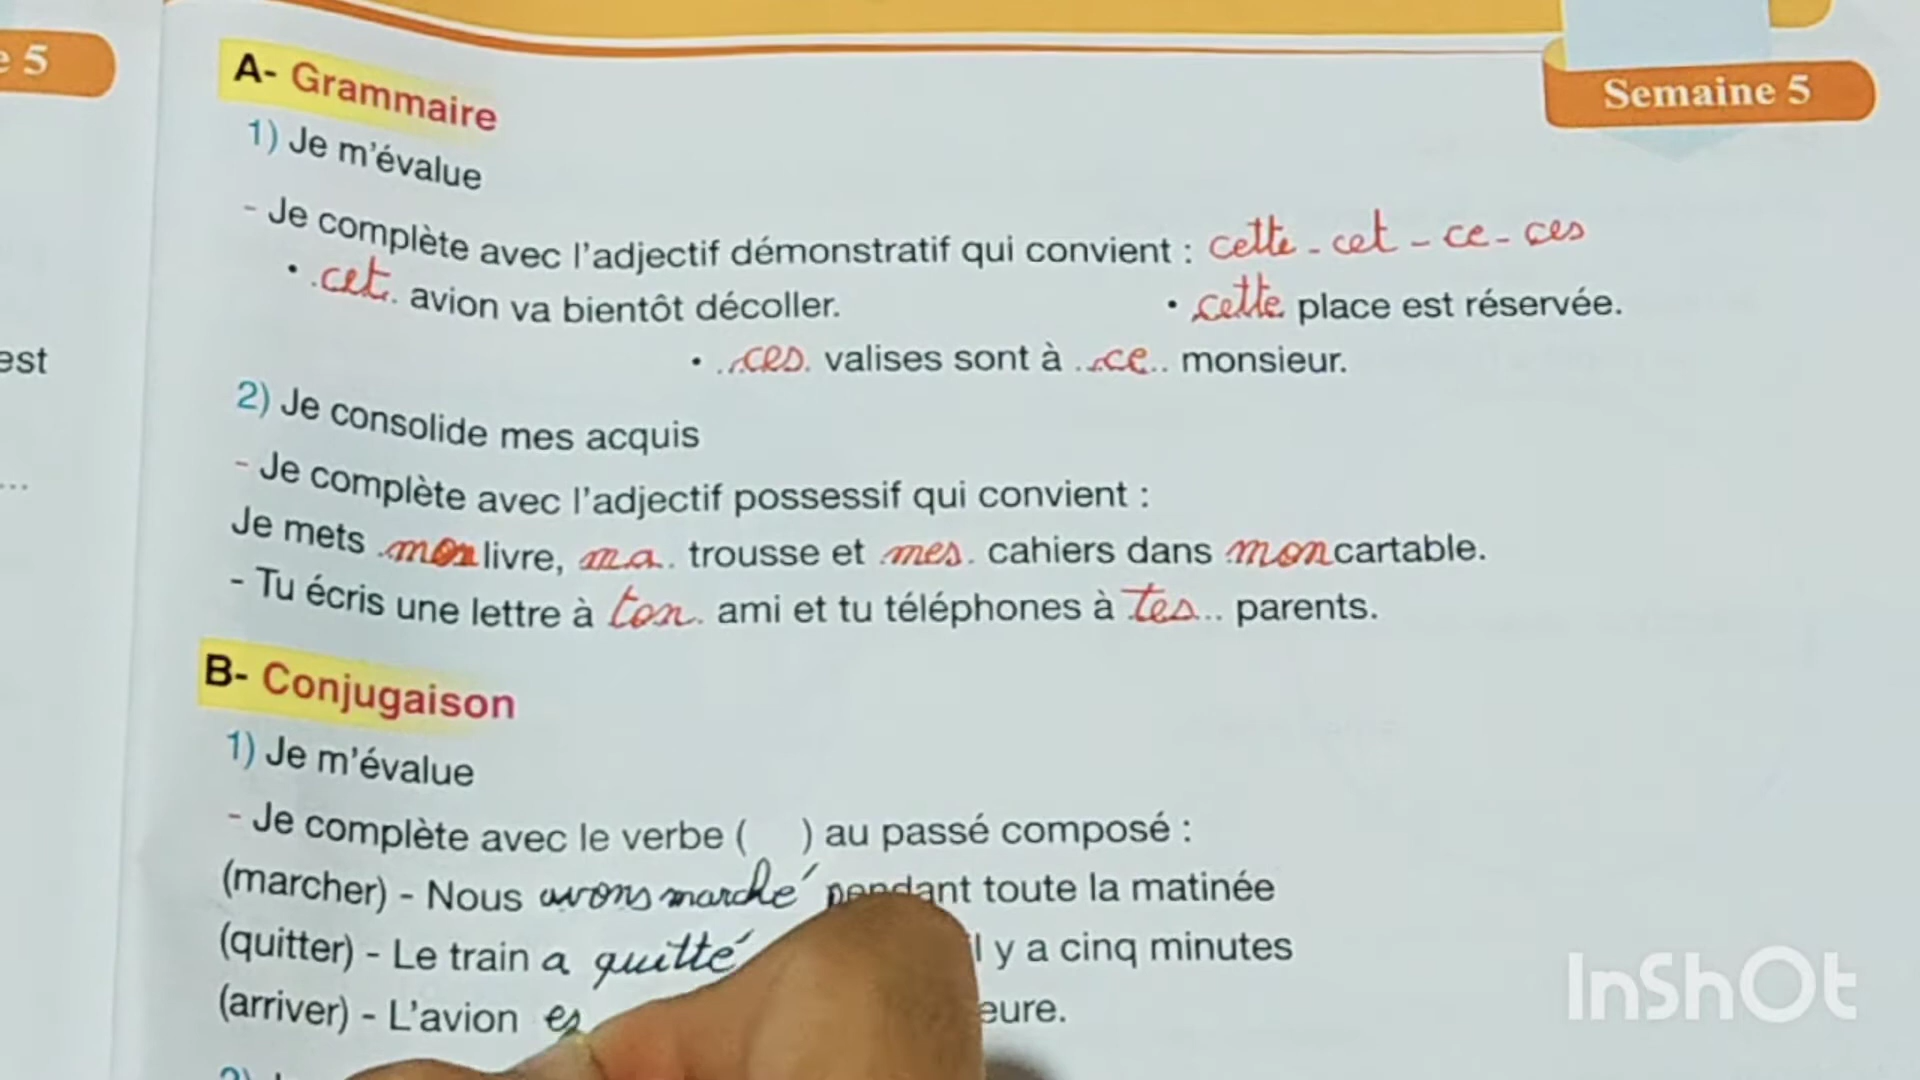 e 5
Semaine 5
A- Grammaire
1) Je m'évalue
- Je complète avec l'adjectif démonstratif qui convient : cette - cet - ce - ces
• .cet. avion va bientôt décoller. • cette place est réservée.
• ..ces. valises sont à ..ce.. monsieur.
est
2) Je consolide mes acquis
- Je complète avec l'adjectif possessif qui convient :
...
Je mets .mon livre, ma. trousse et mes. cahiers dans mon cartable.
- Tu écris une lettre à ton. ami et tu téléphones à tes... parents.
B- Conjugaison
1) Je m'évalue
- Je complète avec le verbe ( ) au passé composé :
(marcher) - Nous avons marché pendant toute la matinée
(quitter) - Le train a quitté l y a cinq minutes
(arriver) - L'avion es eure.
InShOt